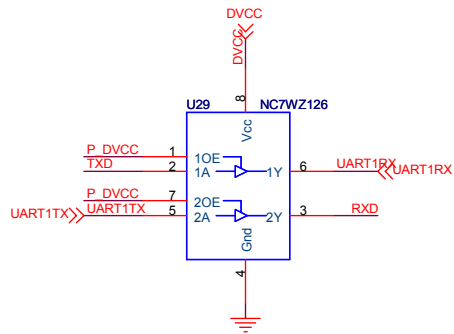 DVCC
DVCC
8
U29 NC7WZ126
Vcc
P_DVCC 1 1OE
TXD 2 1A 1Y 6 UART1RX UART1RX
P_DVCC 7 2OE
UART1TX UART1TX 5 2A 2Y 3 RXD
Gnd
4